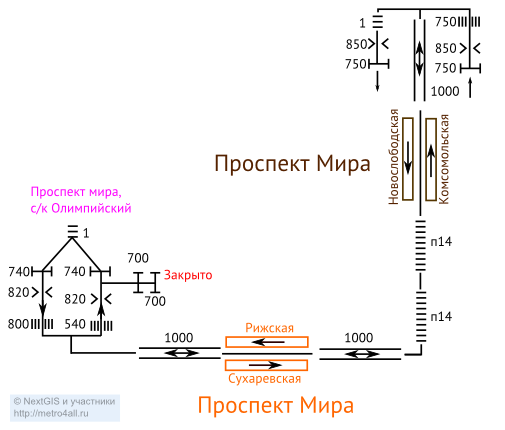 1
750
850
850
750
750
1000
Новослободская
Комсомольская
Проспект Мира
Проспект мира,
с/к Олимпийский
1
п14
740
740
700
Закрыто
820
820
700
800
540
п14
1000
Рижская
1000
Сухаревская
Проспект Мира
© NextGIS и участники
http://metro4all.ru